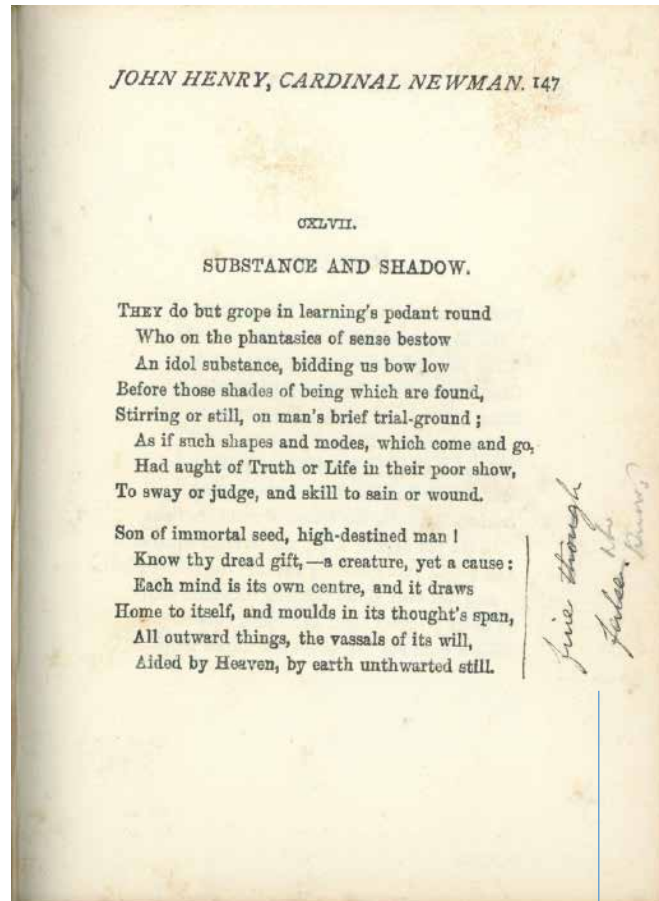 JOHN HENRY, CARDINAL NEWMAN. 147
CXLVII.
SUBSTANCE AND SHADOW.
THEY do but grope in learning's pedant round
Who on the phantasies of sense bestow
An idol substance, bidding us bow low
Before those shades of being which are found,
Stirring or still, on man's brief trial-ground;
As if such shapes and modes, which come and go,
Had aught of Truth or Life in their poor show,
To sway or judge, and skill to sain or wound.
Son of immortal seed, high-destined man!
Know thy dread gift,—a creature, yet a cause:
Each mind is its own centre, and it draws
Home to itself, and moulds in its thought's span,
All outward things, the vassals of its will,
Aided by Heaven, by earth unthwarted still.
fine though
false